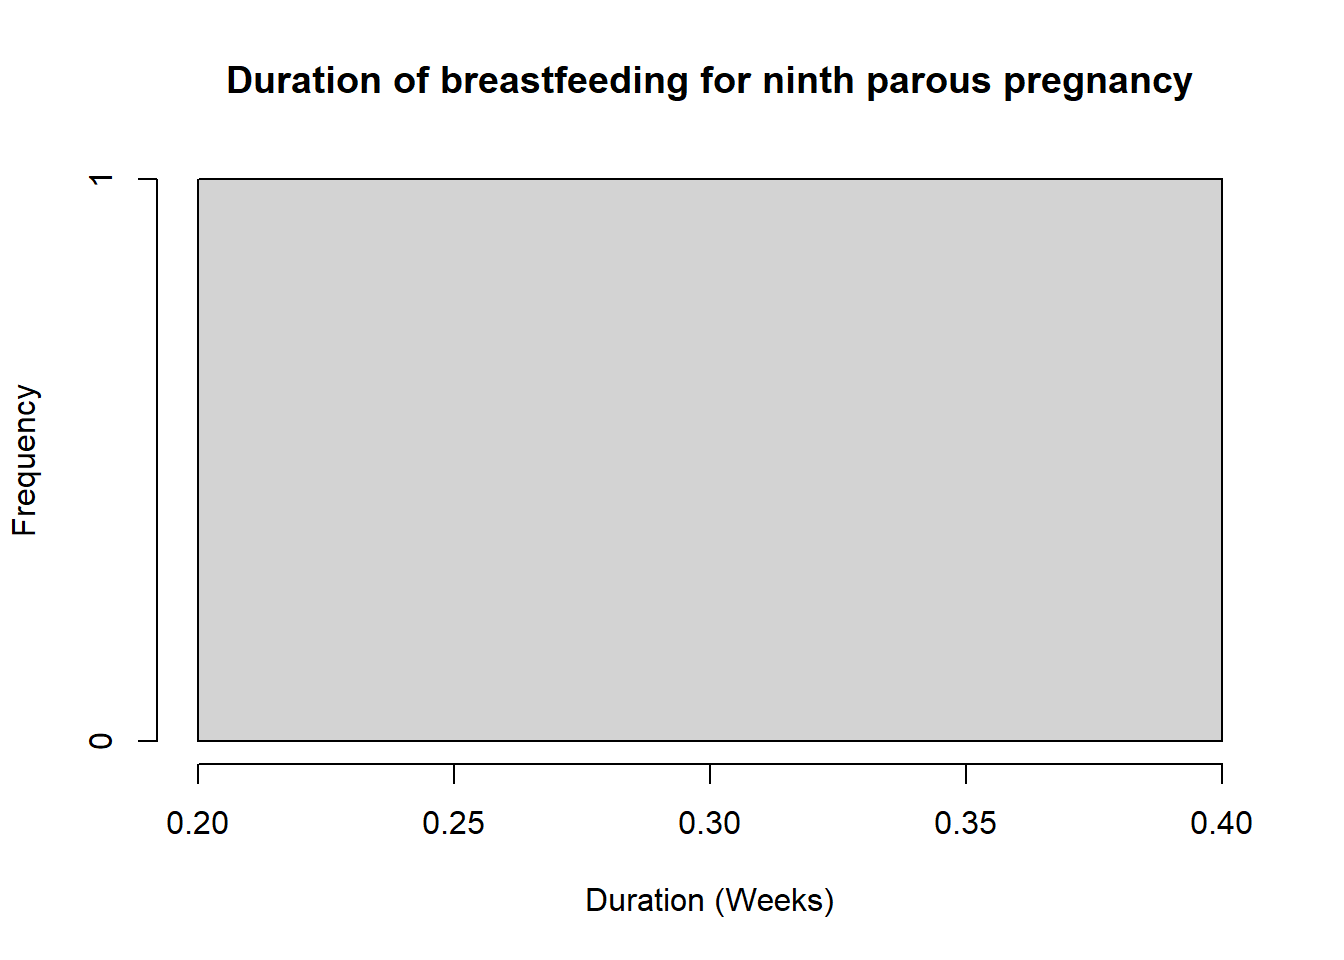 Duration of breastfeeding for ninth parous pregnancy
1
0
Frequency
0.20 0.25 0.30 0.35 0.40
Duration (Weeks)